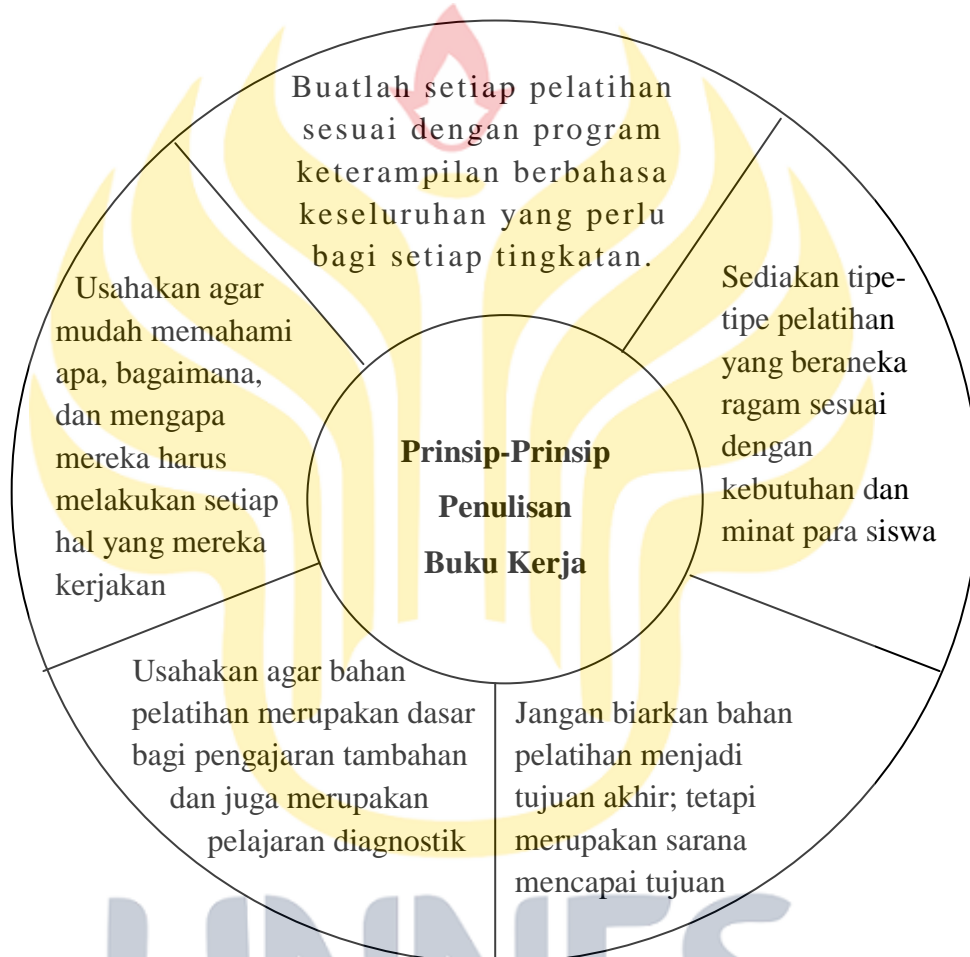 Buatlah setiap pelatihan
sesuai dengan program
keterampilan berbahasa
keseluruhan yang perlu
bagi setiap tingkatan.
Sediakan tipe-
tipe pelatihan
yang beraneka
ragam sesuai
dengan
kebutuhan dan
minat para siswa
Jangan biarkan bahan
pelatihan menjadi
tujuan akhir; tetapi
merupakan sarana
mencapai tujuan
Usahakan agar bahan
pelatihan merupakan dasar
bagi pengajaran tambahan
dan juga merupakan
pelajaran diagnostik
Usahakan agar
mudah memahami
apa, bagaimana,
dan mengapa
mereka harus
melakukan setiap
hal yang mereka
kerjakan
Prinsip-Prinsip
Penulisan
Buku Kerja
UNNES